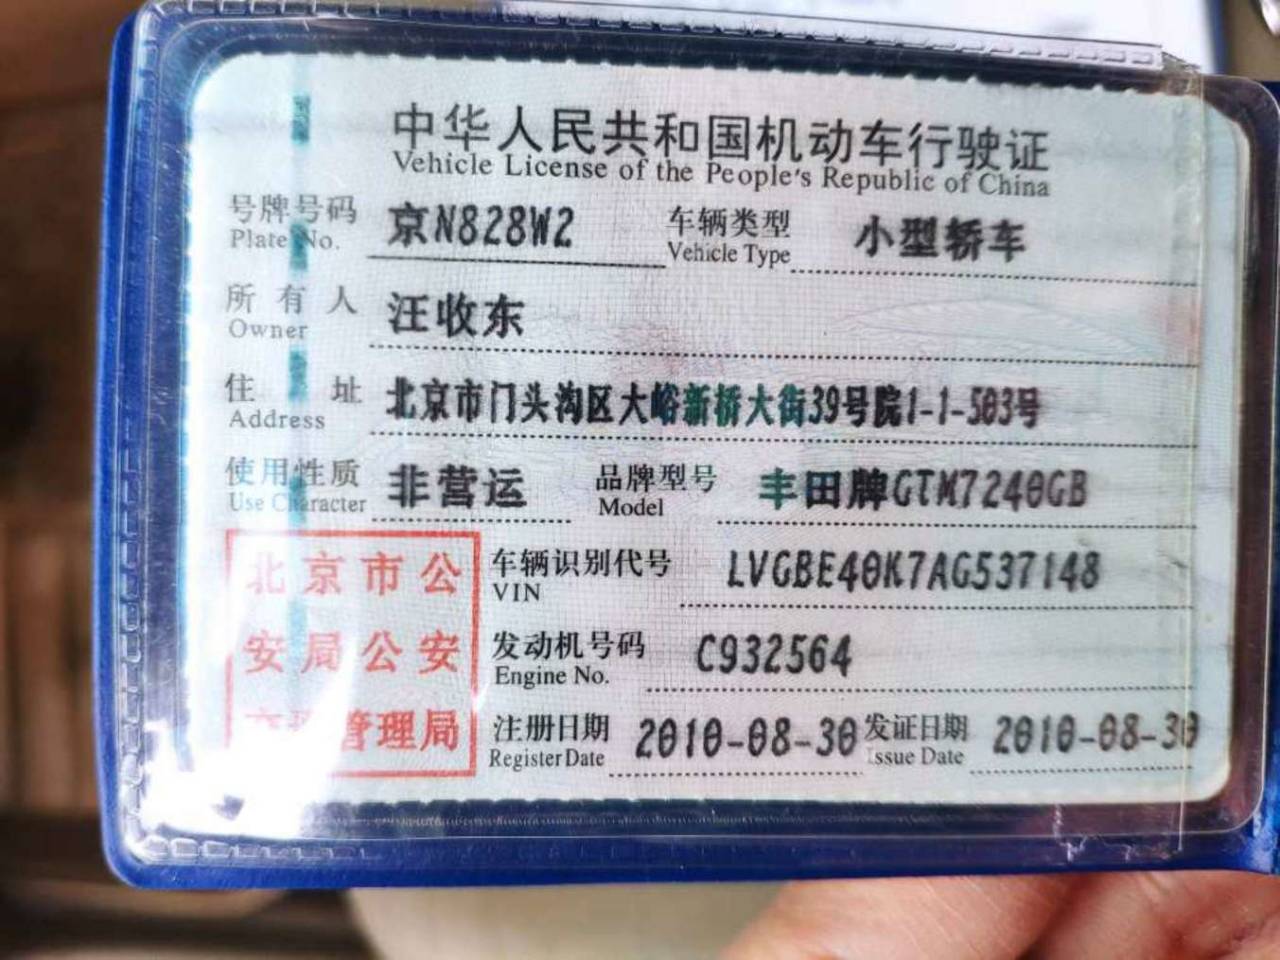 中华人民共和国机动车行驶证
Vehicle License of the People's Republic of China
号牌号码 京N828W2 车辆类型 小型轿车
Plate No. Vehicle Type
所有人 汪收东
Owner
住址 北京市门头沟区大峪新桥大街39号院1-1-503号
Address
使用性质 非营运 品牌型号 丰田牌GTM7240GB
Use Character Model
北京市公 车辆识别代号 LVGBE40K7AG537148
VIN
安局公安 发动机号码 C932564
Engine No.
管理局 注册日期 2010-08-30 发证日期 2010-08-30
Register Date Issue Date